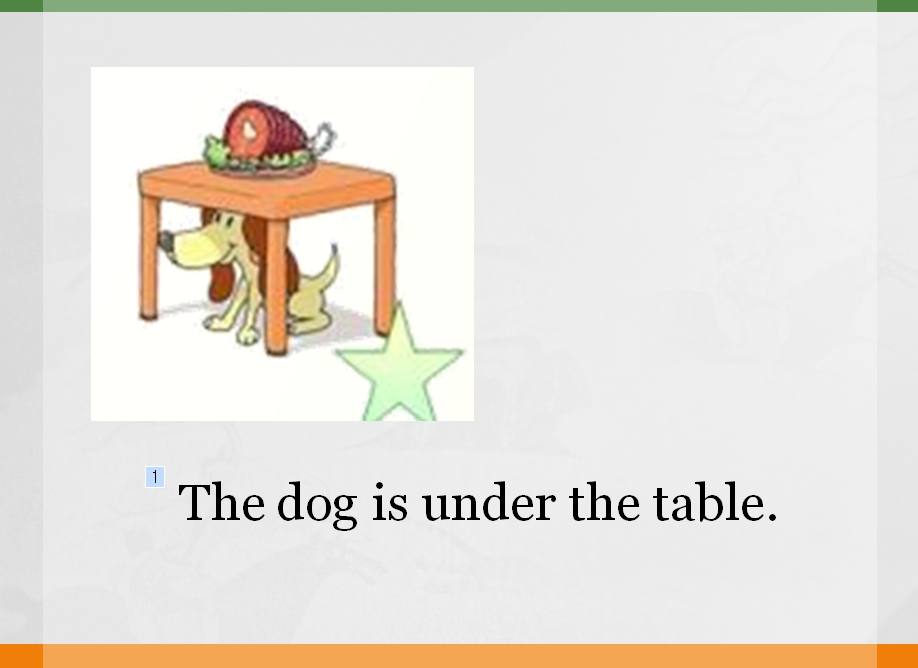 1
The dog is under the table.